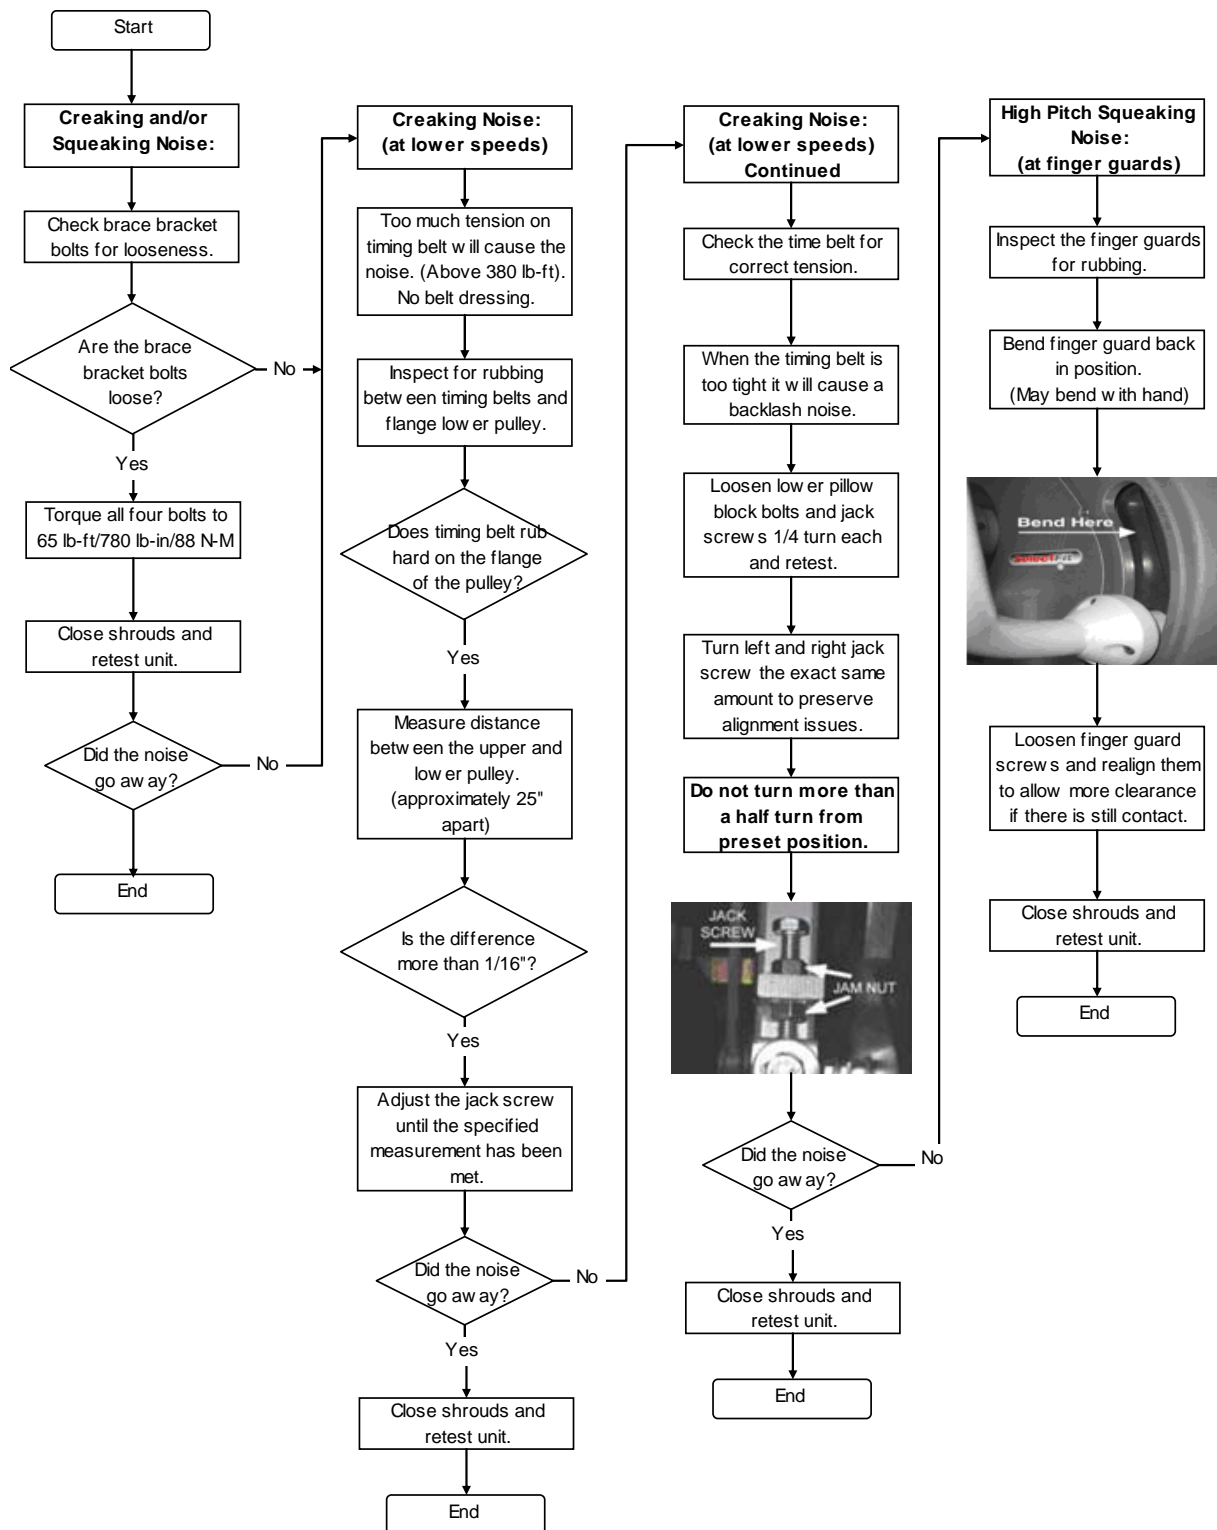 Start
Creaking and/or
Squeaking Noise:
Check brace bracket
bolts for looseness.
Are the brace
bracket bolts
loose?
No
Yes
Torque all four bolts to
65 lb-ft/780 lb-in/88 N-M
Close shrouds and
retest unit.
Did the noise
go away?
No
End
Creaking Noise:
(at lower speeds)
Too much tension on
timing belt will cause the
noise. (Above 380 lb-ft).
No belt dressing.
Inspect for rubbing
between timing belts and
flange lower pulley.
Does timing belt rub
hard on the flange
of the pulley?
Yes
Measure distance
between the upper and
lower pulley.
(approximately 25"
apart)
Is the difference
more than 1/16"?
Yes
Adjust the jack screw
until the specified
measurement has been
met.
Did the noise
go away?
No
Yes
Close shrouds and
retest unit.
End
Creaking Noise:
(at lower speeds)
Continued
Check the time belt for
correct tension.
When the timing belt is
too tight it will cause a
backlash noise.
Loosen lower pillow
block bolts and jack
screws 1/4 turn each
and retest.
Turn left and right jack
screw the exact same
amount to preserve
alignment issues.
Do not turn more than
a half turn from
preset position.
JACK
SCREW
JAM NUT
Did the noise
go away?
No
Yes
Close shrouds and
retest unit.
End
High Pitch Squeaking
Noise:
(at finger guards)
Inspect the finger guards
for rubbing.
Bend finger guard back
in position.
(May bend with hand)
Bend Here
Loosen finger guard
screws and realign them
to allow more clearance
if there is still contact.
Close shrouds and
retest unit.
End